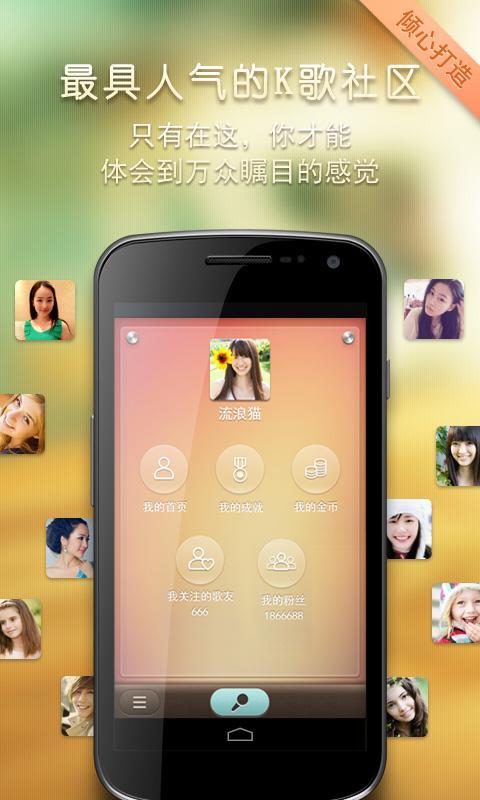 倾心打造
最具人气的K歌社区
只有在这，你才能
体会到万众瞩目的感觉
流浪猫
我的首页
我的成就
我的金币
我关注的歌友
666
我的粉丝
1866688